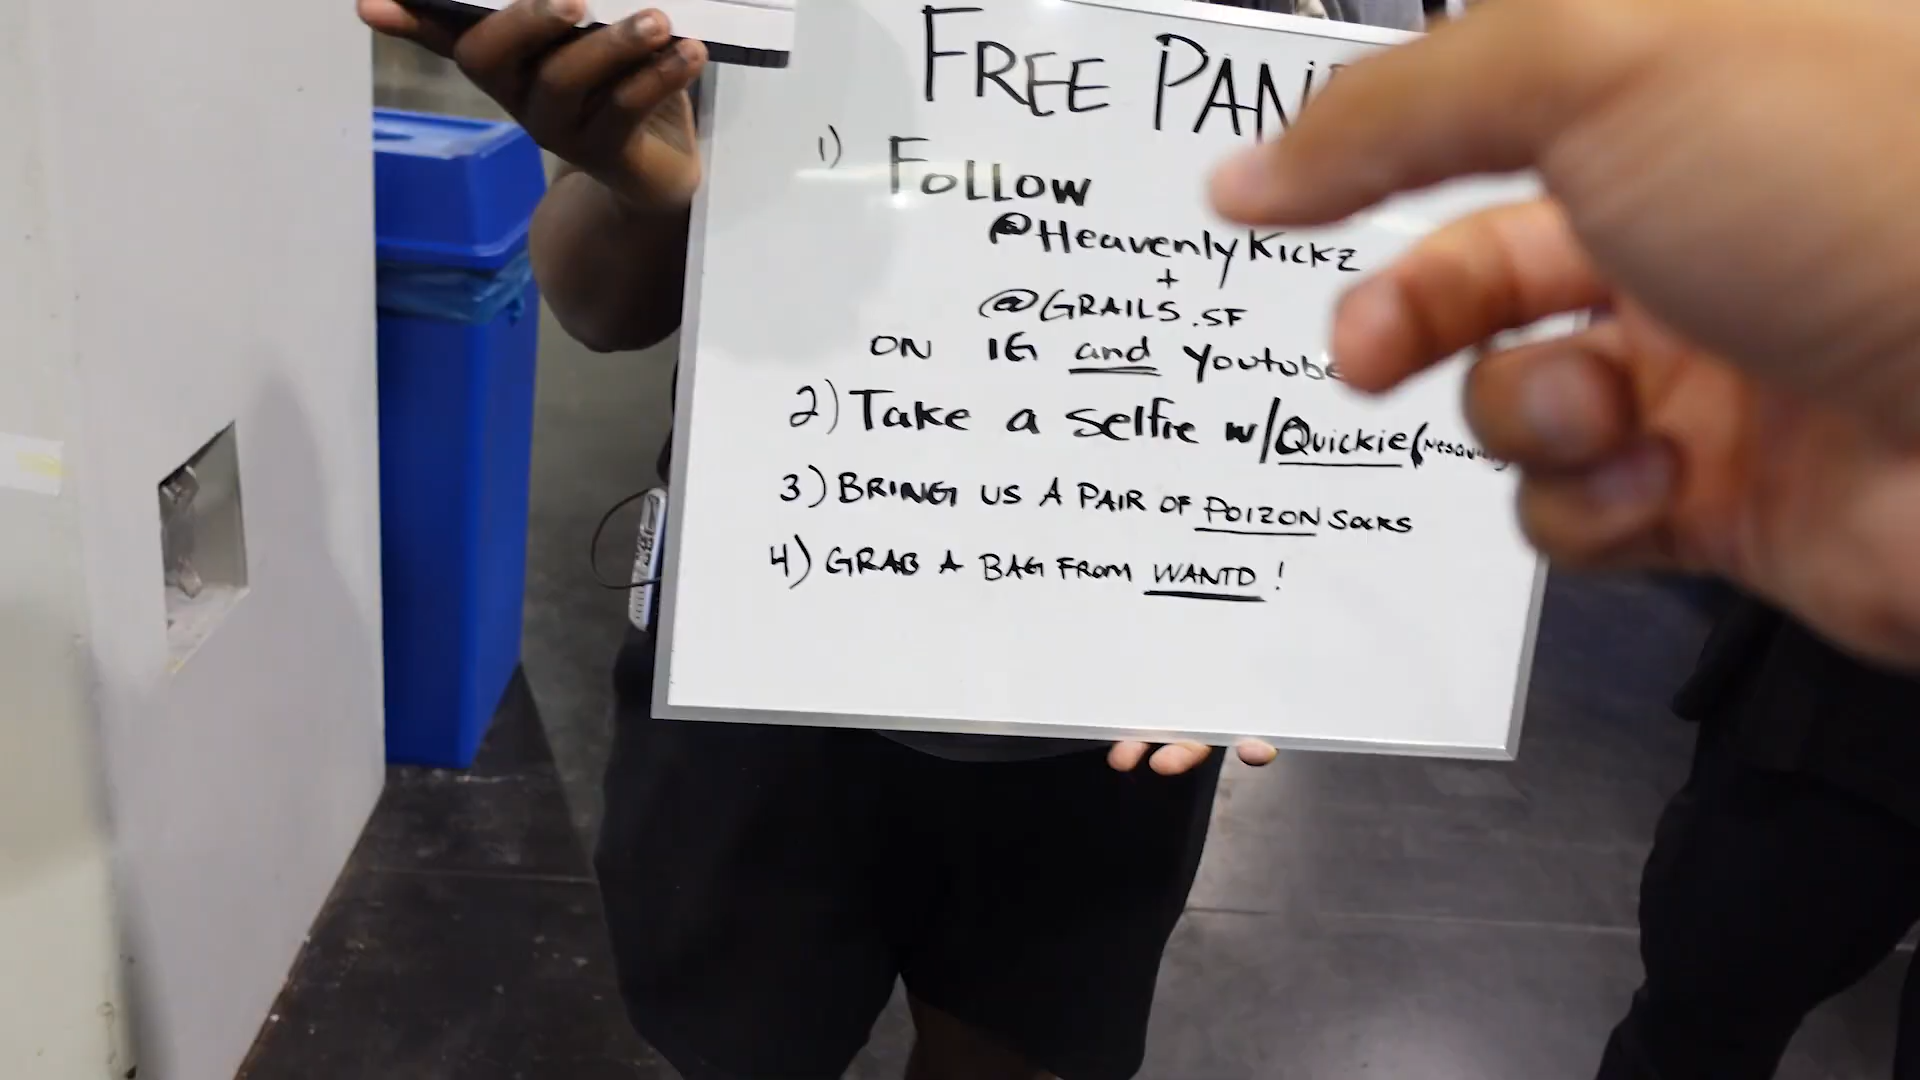 FREE
1) FOLLOW
@HeavenlyKickz
+
@GRAILS.SF
ON IG and Youtube
2) Take a selfie w/Quickie
3) BRING US A PAIR OF POIZON SOCKS
4) GRAB A BAG FROM WANTD!